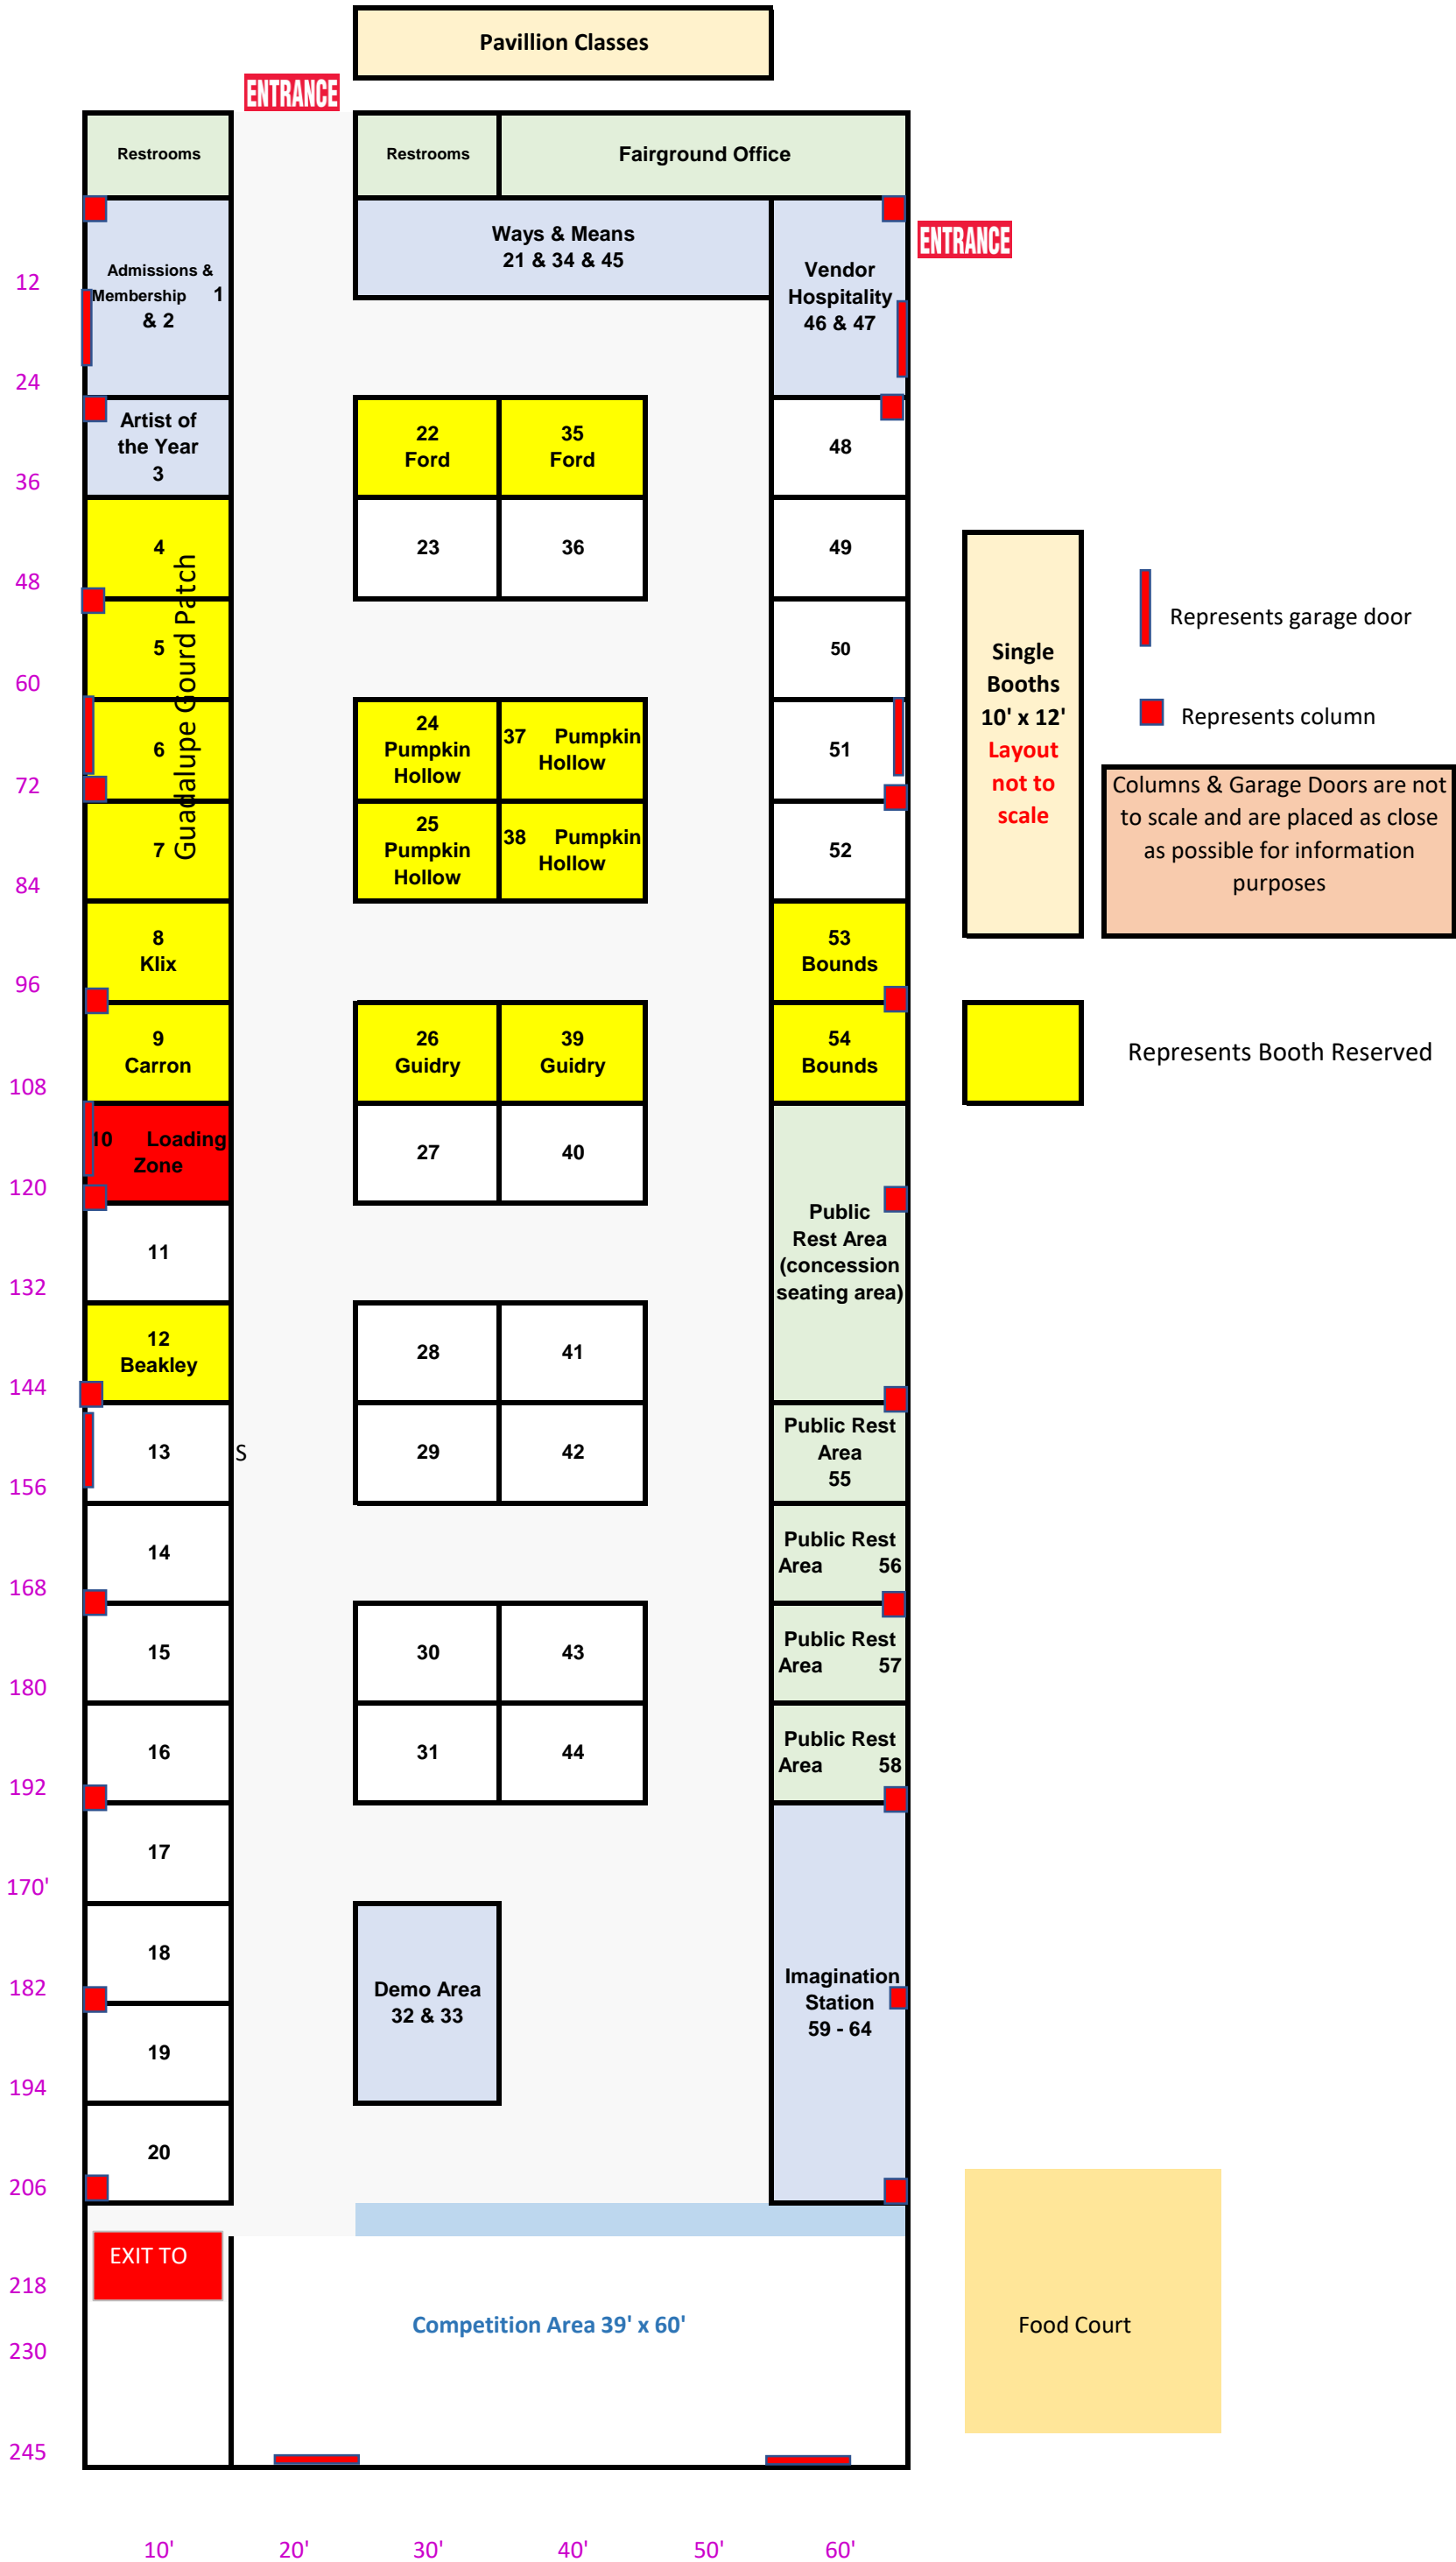 Pavillion Classes
ENTRANCE
Restrooms
Restrooms
Fairground Office
Ways & Means
21 & 34 & 45
ENTRANCE
12
Admissions &
Membership 1
& 2
Vendor
Hospitality
46 & 47
24
Artist of
the Year
3
22
Ford
35
Ford
48
36
4
23
36
49
48
Guadalupe Gourd Patch
5
50
60
6
24
Pumpkin
Hollow
37 Pumpkin
Hollow
51
72
7
25
Pumpkin
Hollow
38 Pumpkin
Hollow
52
84
Single
Booths
10' x 12'
Layout
not to
scale
Represents garage door
Represents column
Columns & Garage Doors are not
to scale and are placed as close
as possible for information
purposes
8
Klix
53
Bounds
96
9
Carron
26
Guidry
39
Guidry
54
Bounds
Represents Booth Reserved
108
10 Loading
Zone
27
40
120
Public
Rest Area
(concession
seating area)
11
132
12
Beakley
28
41
144
13
S
29
42
Public Rest
Area
55
156
14
Public Rest
Area 56
168
15
30
43
Public Rest
Area 57
180
16
31
44
Public Rest
Area 58
192
17
170'
18
182
Demo Area
32 & 33
Imagination
Station
59 - 64
19
194
20
206
EXIT TO
218
Competition Area 39' x 60'
Food Court
230
245
10' 20' 30' 40' 50' 60'